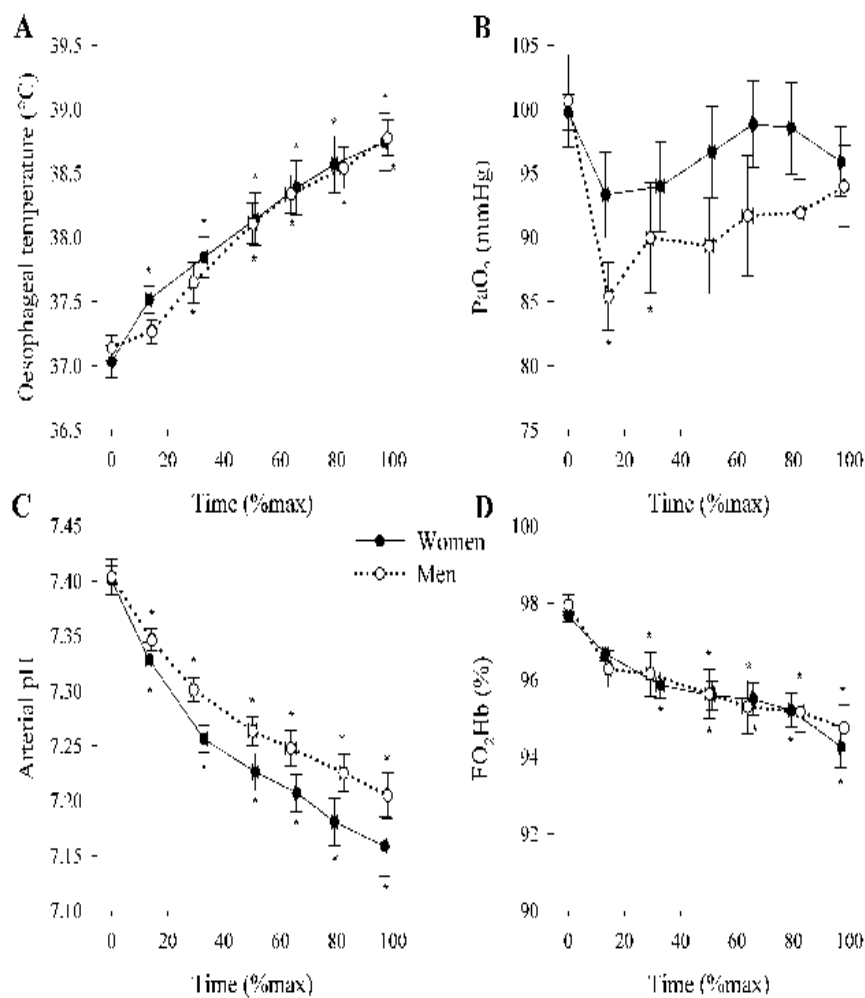 A
Oesophageal temperature (°C)
39.5
39.0
38.5
38.0
37.5
37.0
36.5
0 20 40 60 80 100
Time (%max)
B
PaO2 (mmHg)
105
100
95
90
85
80
75
0 20 40 60 80 100
Time (%max)
C
Arterial pH
7.45
7.40
7.35
7.30
7.25
7.20
7.15
7.10
0 20 40 60 80 100
Time (%max)
Women
Men
D
FO2Hb (%)
100
98
96
94
92
90
0 20 40 60 80 100
Time (%max)